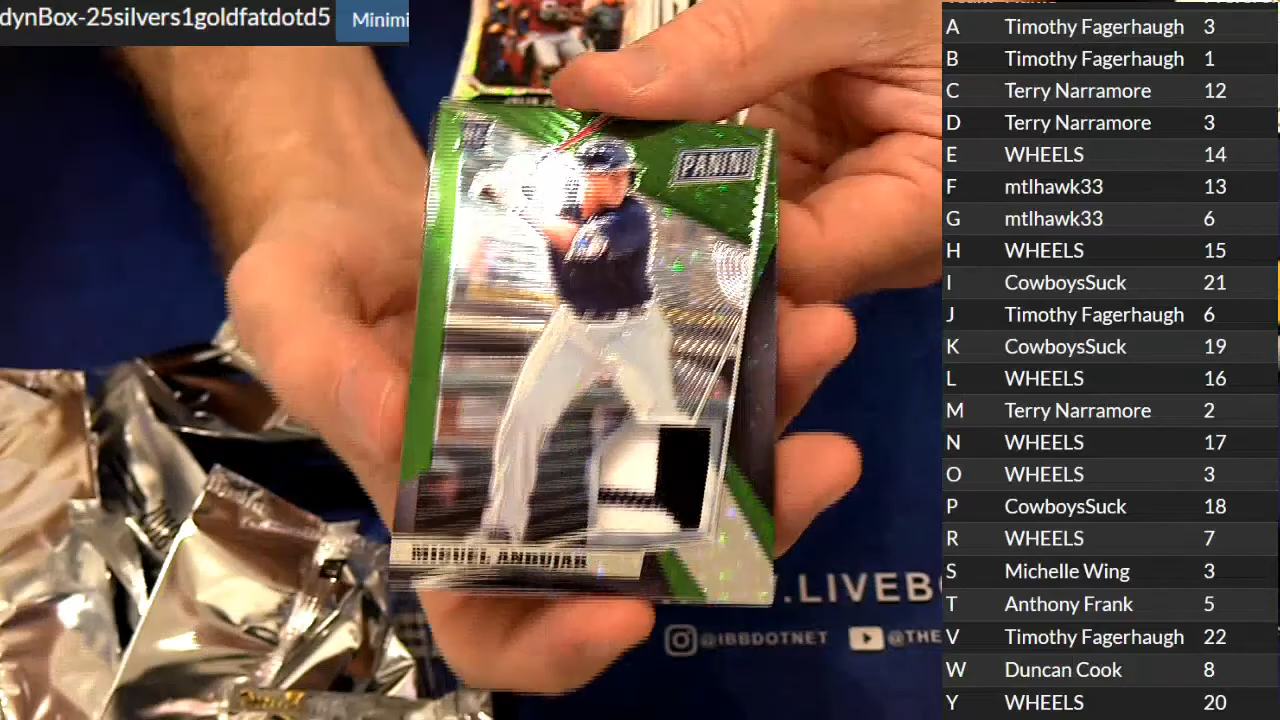 dynBox-25silvers1goldfatdotd5
Minimi
PANINI
MIGUEL ANDUJAR
.LIVEB
@IBBDOTNET
@THE
A Timothy Fagerhaugh 3
B Timothy Fagerhaugh 1
C Terry Narramore 12
D Terry Narramore 3
E WHEELS 14
F mtlhawk33 13
G mtlhawk33 6
H WHEELS 15
I CowboysSuck 21
J Timothy Fagerhaugh 6
K CowboysSuck 19
L WHEELS 16
M Terry Narramore 2
N WHEELS 17
O WHEELS 3
P CowboysSuck 18
R WHEELS 7
S Michelle Wing 3
T Anthony Frank 5
V Timothy Fagerhaugh 22
W Duncan Cook 8
Y WHEELS 20